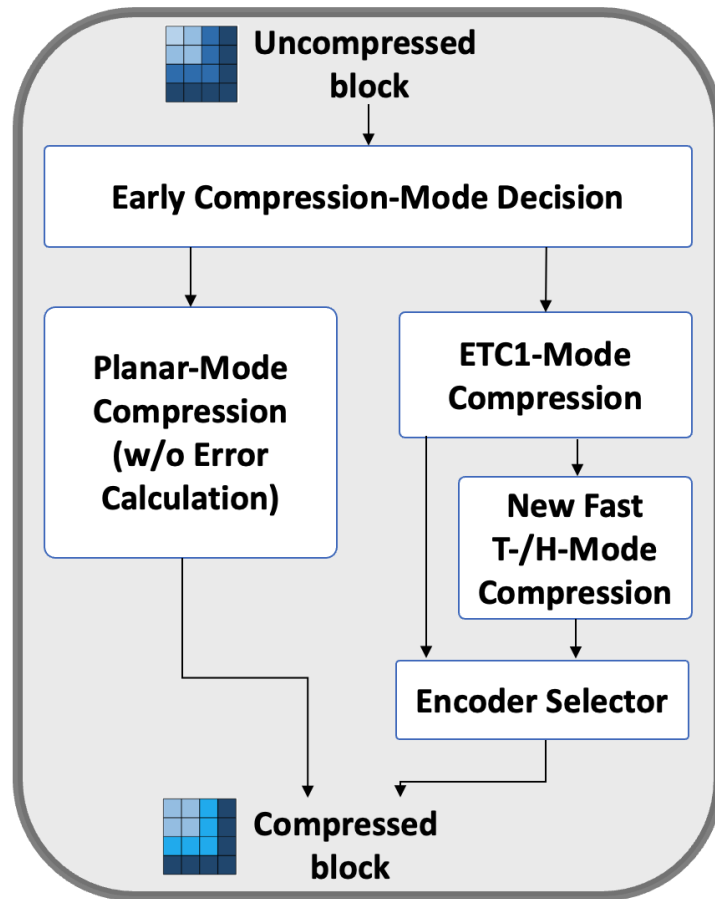 Uncompressed
block
Early Compression-Mode Decision
Planar-Mode
Compression
(w/o Error
Calculation)
ETC1-Mode
Compression
New Fast
T-/H-Mode
Compression
Encoder Selector
Compressed
block